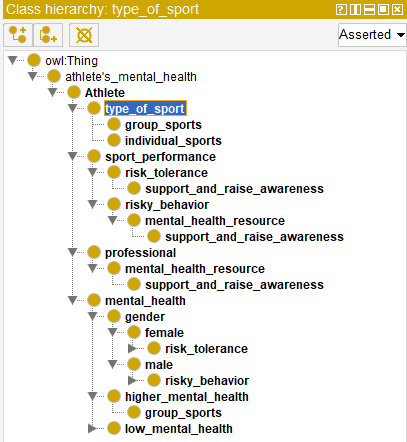 Class hierarchy: type_of_sport
Asserted
owl:Thing
athlete's_mental_health
Athlete
type_of_sport
group_sports
individual_sports
sport_performance
risk_tolerance
support_and_raise_awareness
risky_behavior
mental_health_resource
support_and_raise_awareness
professional
mental_health_resource
support_and_raise_awareness
mental_health
gender
female
risk_tolerance
male
risky_behavior
higher_mental_health
group_sports
low_mental_health